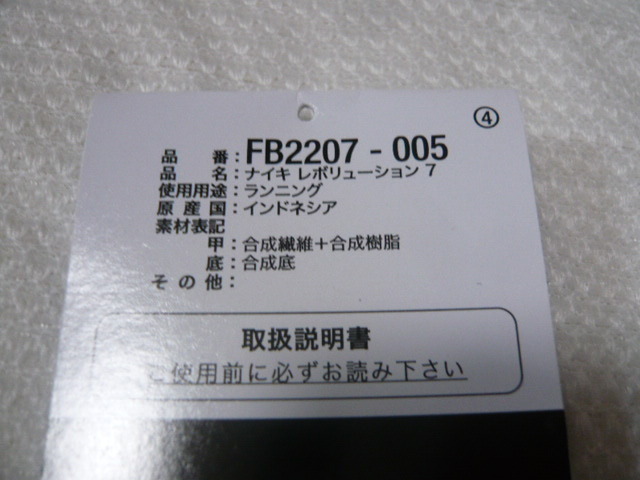 ④
品 番：FB2207 - 005
品 名：ナイキ レボリューション 7
使用用途：ランニング
原 産 国：インドネシア
素材表記
甲：合成繊維＋合成樹脂
底：合成底
そ の 他：
取扱説明書
ご使用前に必ずお読み下さい